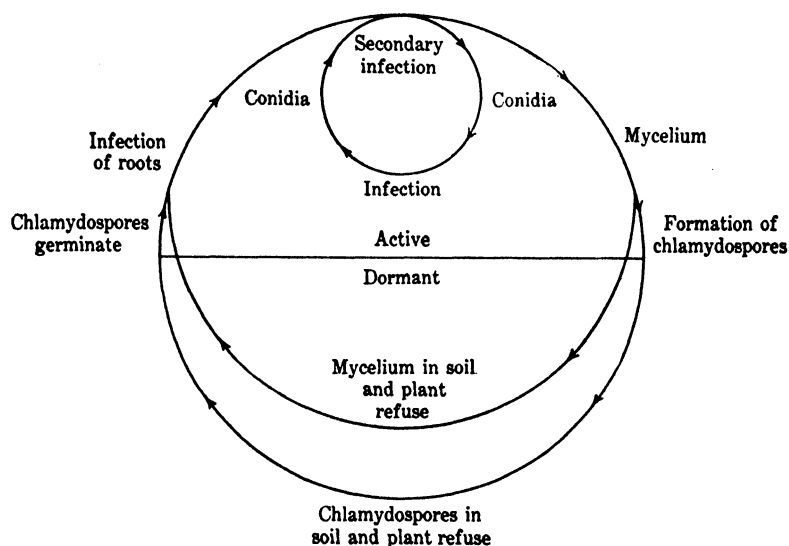 Secondary
infection
Conidia
Conidia
Infection
of roots
Mycelium
Infection
Chlamydospores
germinate
Formation of
chlamydospores
Active
Dormant
Mycelium in soil
and plant
refuse
Chlamydospores in
soil and plant refuse